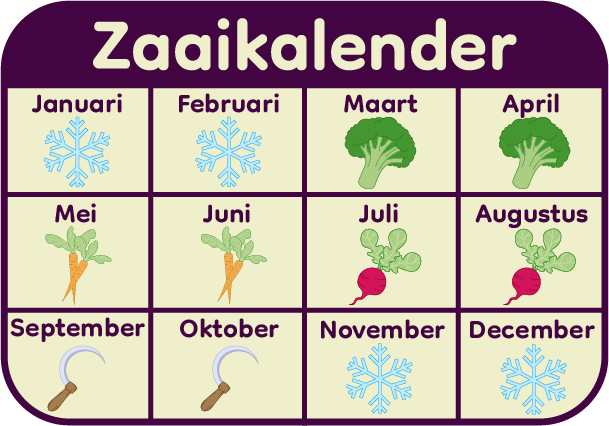 Zaaikalender
Januari Februari Maart April
Mei Juni Juli Augustus
September Oktober November December